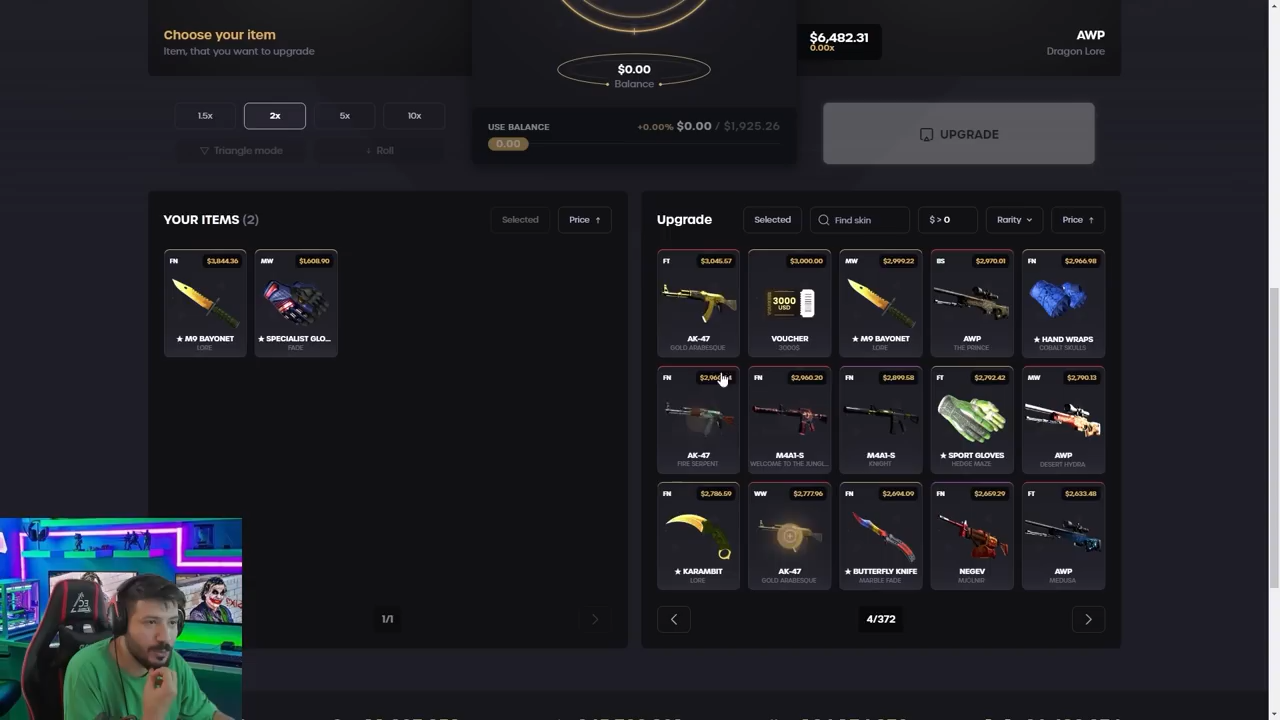 Choose your item
Item, that you want to upgrade
$0.00
Balance
$6,482.31
0.00x
AWP
Dragon Lore
1.5x
2x
5x
10x
Triangle mode
+ Roll
USE BALANCE
+0.00% $0.00 / $1,925.26
0.00
UPGRADE
YOUR ITEMS (2)
Selected
Price ↑
Upgrade
Selected
Find skin
$ > 0
Rarity
Price ↑
FN
$3,844.36
★ M9 BAYONET
LORE
MW
$1,608.90
★ SPECIALIST GLO...
FADE
FT
$3,045.57
AK-47
GOLD ARABESQUE
$3,000.00
3000
USD
VOUCHER
3000$
MW
$2,999.22
★ M9 BAYONET
LORE
BS
$2,970.01
AWP
THE PRINCE
FN
$2,966.98
★ HAND WRAPS
COBALT SKULLS
FN
AK-47
FIRE SERPENT
FN
$2,960.20
M4A1-S
WELCOME TO THE JUNGL...
FN
$2,899.58
M4A1-S
KNIGHT
FT
$2,792.42
★ SPORT GLOVES
HEDGE MAZE
MW
$2,790.13
AWP
DESERT HYDRA
FN
$2,786.59
★ KARAMBIT
LORE
WW
$2,777.96
AK-47
GOLD ARABESQUE
FN
$2,694.09
★ BUTTERFLY KNIFE
MARBLE FADE
FN
$2,659.29
NEGEV
MJÖLNIR
FT
$2,633.48
AWP
MEDUSA
1/1
4/372